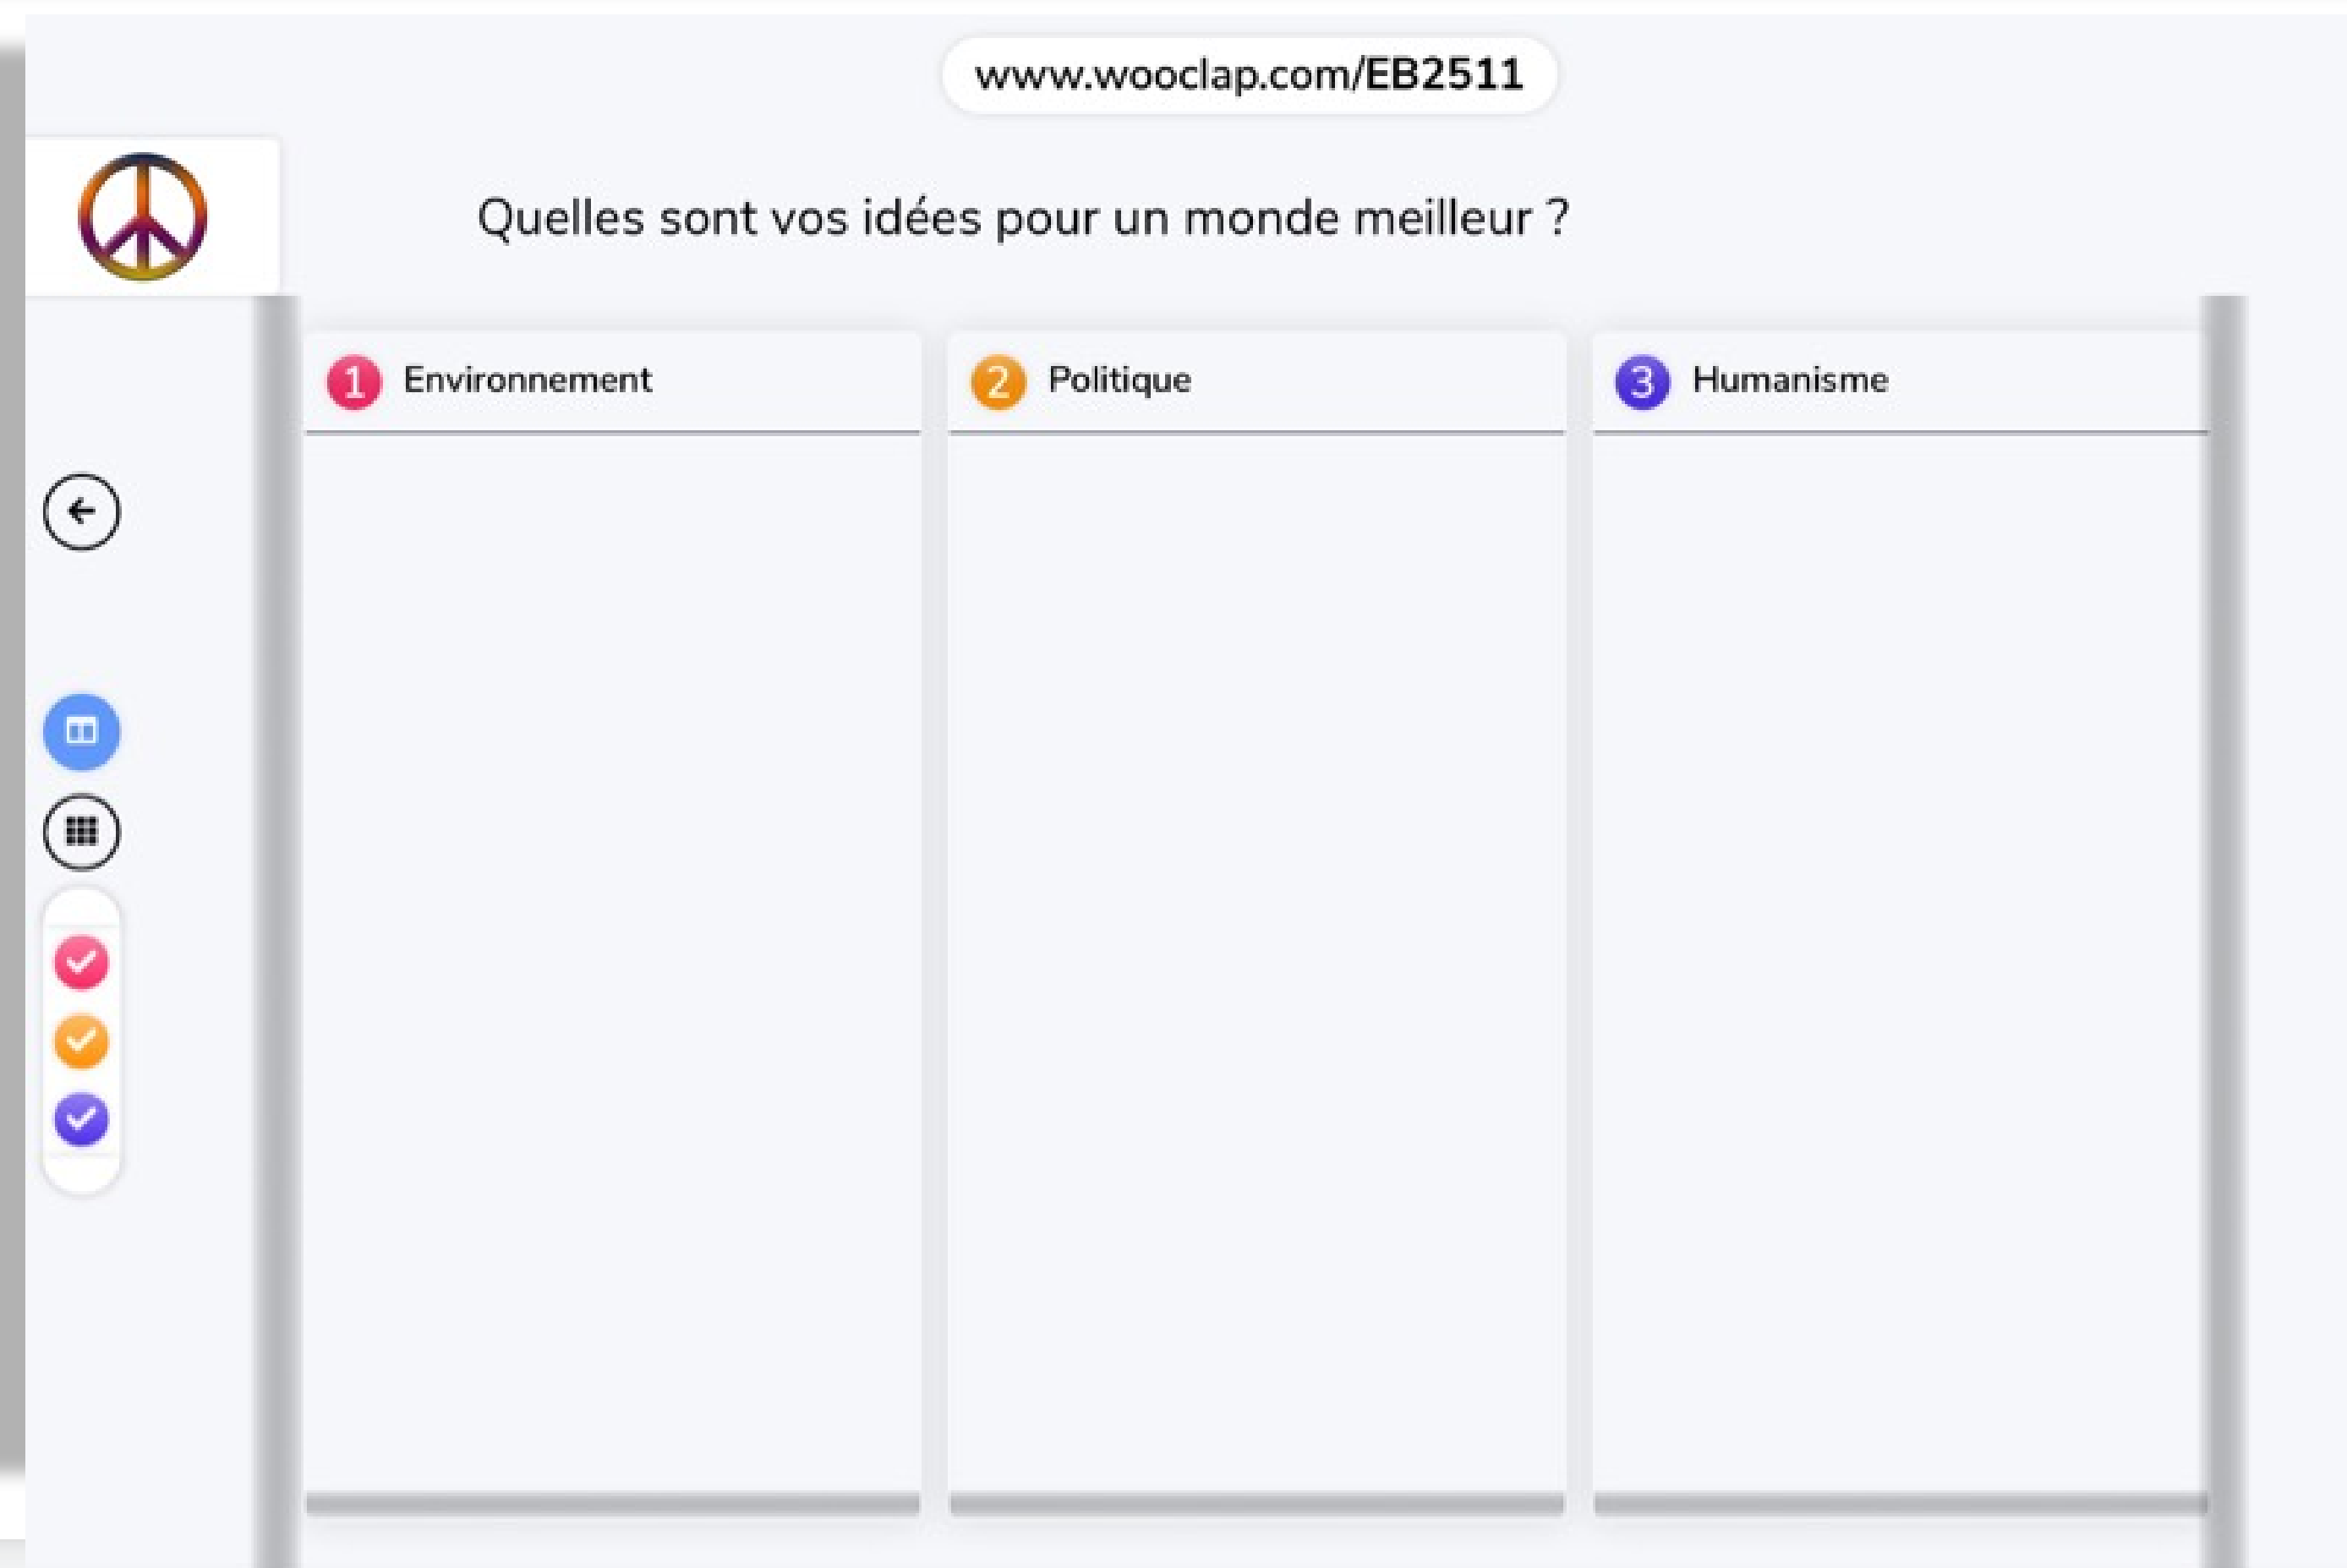 www.wooclap.com/EB2511
Quelles sont vos idées pour un monde meilleur ?
1 Environnement
2 Politique
3 Humanisme